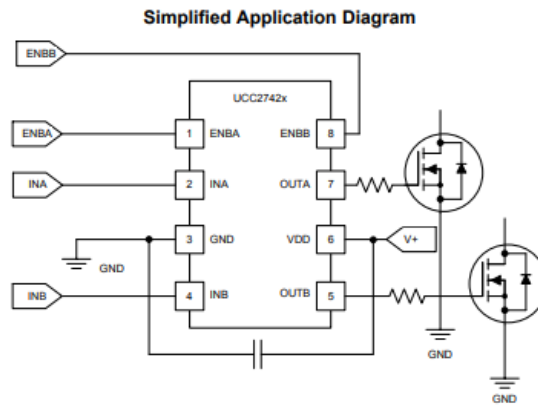 Simplified Application Diagram
ENBB
UCC2742x
ENBA 1 ENBA ENBB 8
INA 2 INA OUTA 7
3 GND VDD 6 V+
GND
INB 4 INB OUTB 5
GND
GND